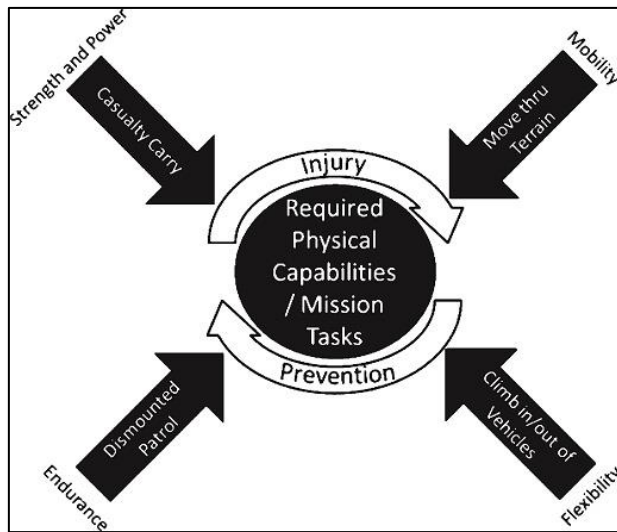 Strength and Power
Casualty Carry
Mobility
Move thru
Terrain
Injury
Required
Physical
Capabilities
/ Mission
Tasks
Prevention
Dismounted
Patrol
Endurance
Climb in/out of
Vehicles
Flexibility